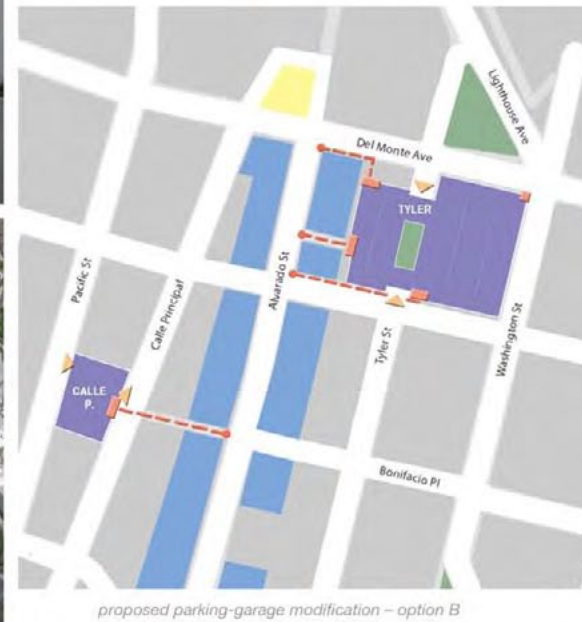 Lighthouse Ave
Del Monte Ave
TYLER
Pacific St
Calle Principal
Alvarado St
Tyler St
Washington St
CALLE
P.
Bonifacio Pl
proposed parking-garage modification – option B